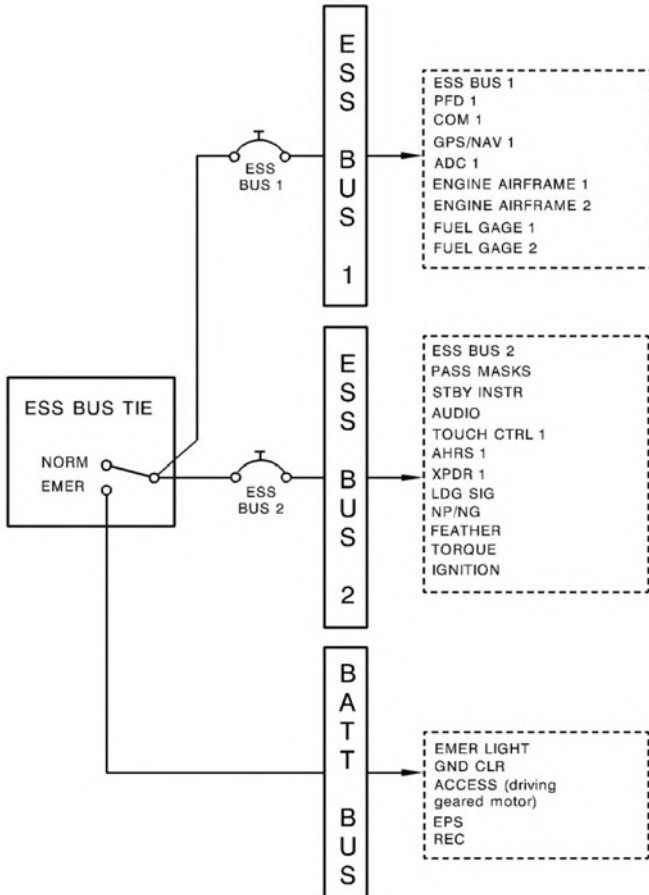 ESS BUS 1
ESS BUS 1
PFD 1
COM 1
GPS/NAV 1
ADC 1
ENGINE AIRFRAME 1
ENGINE AIRFRAME 2
FUEL GAGE 1
FUEL GAGE 2
ESS
BUS 1
ESS BUS 2
ESS BUS 2
PASS MASKS
STBY INSTR
AUDIO
TOUCH CTRL 1
AHRS 1
XPDR 1
LDG SIG
NP/NG
FEATHER
TORQUE
IGNITION
ESS BUS TIE
NORM
EMER
ESS
BUS 2
BATT BUS
EMER LIGHT
GND CLR
ACCESS (driving
geared motor)
EPS
REC